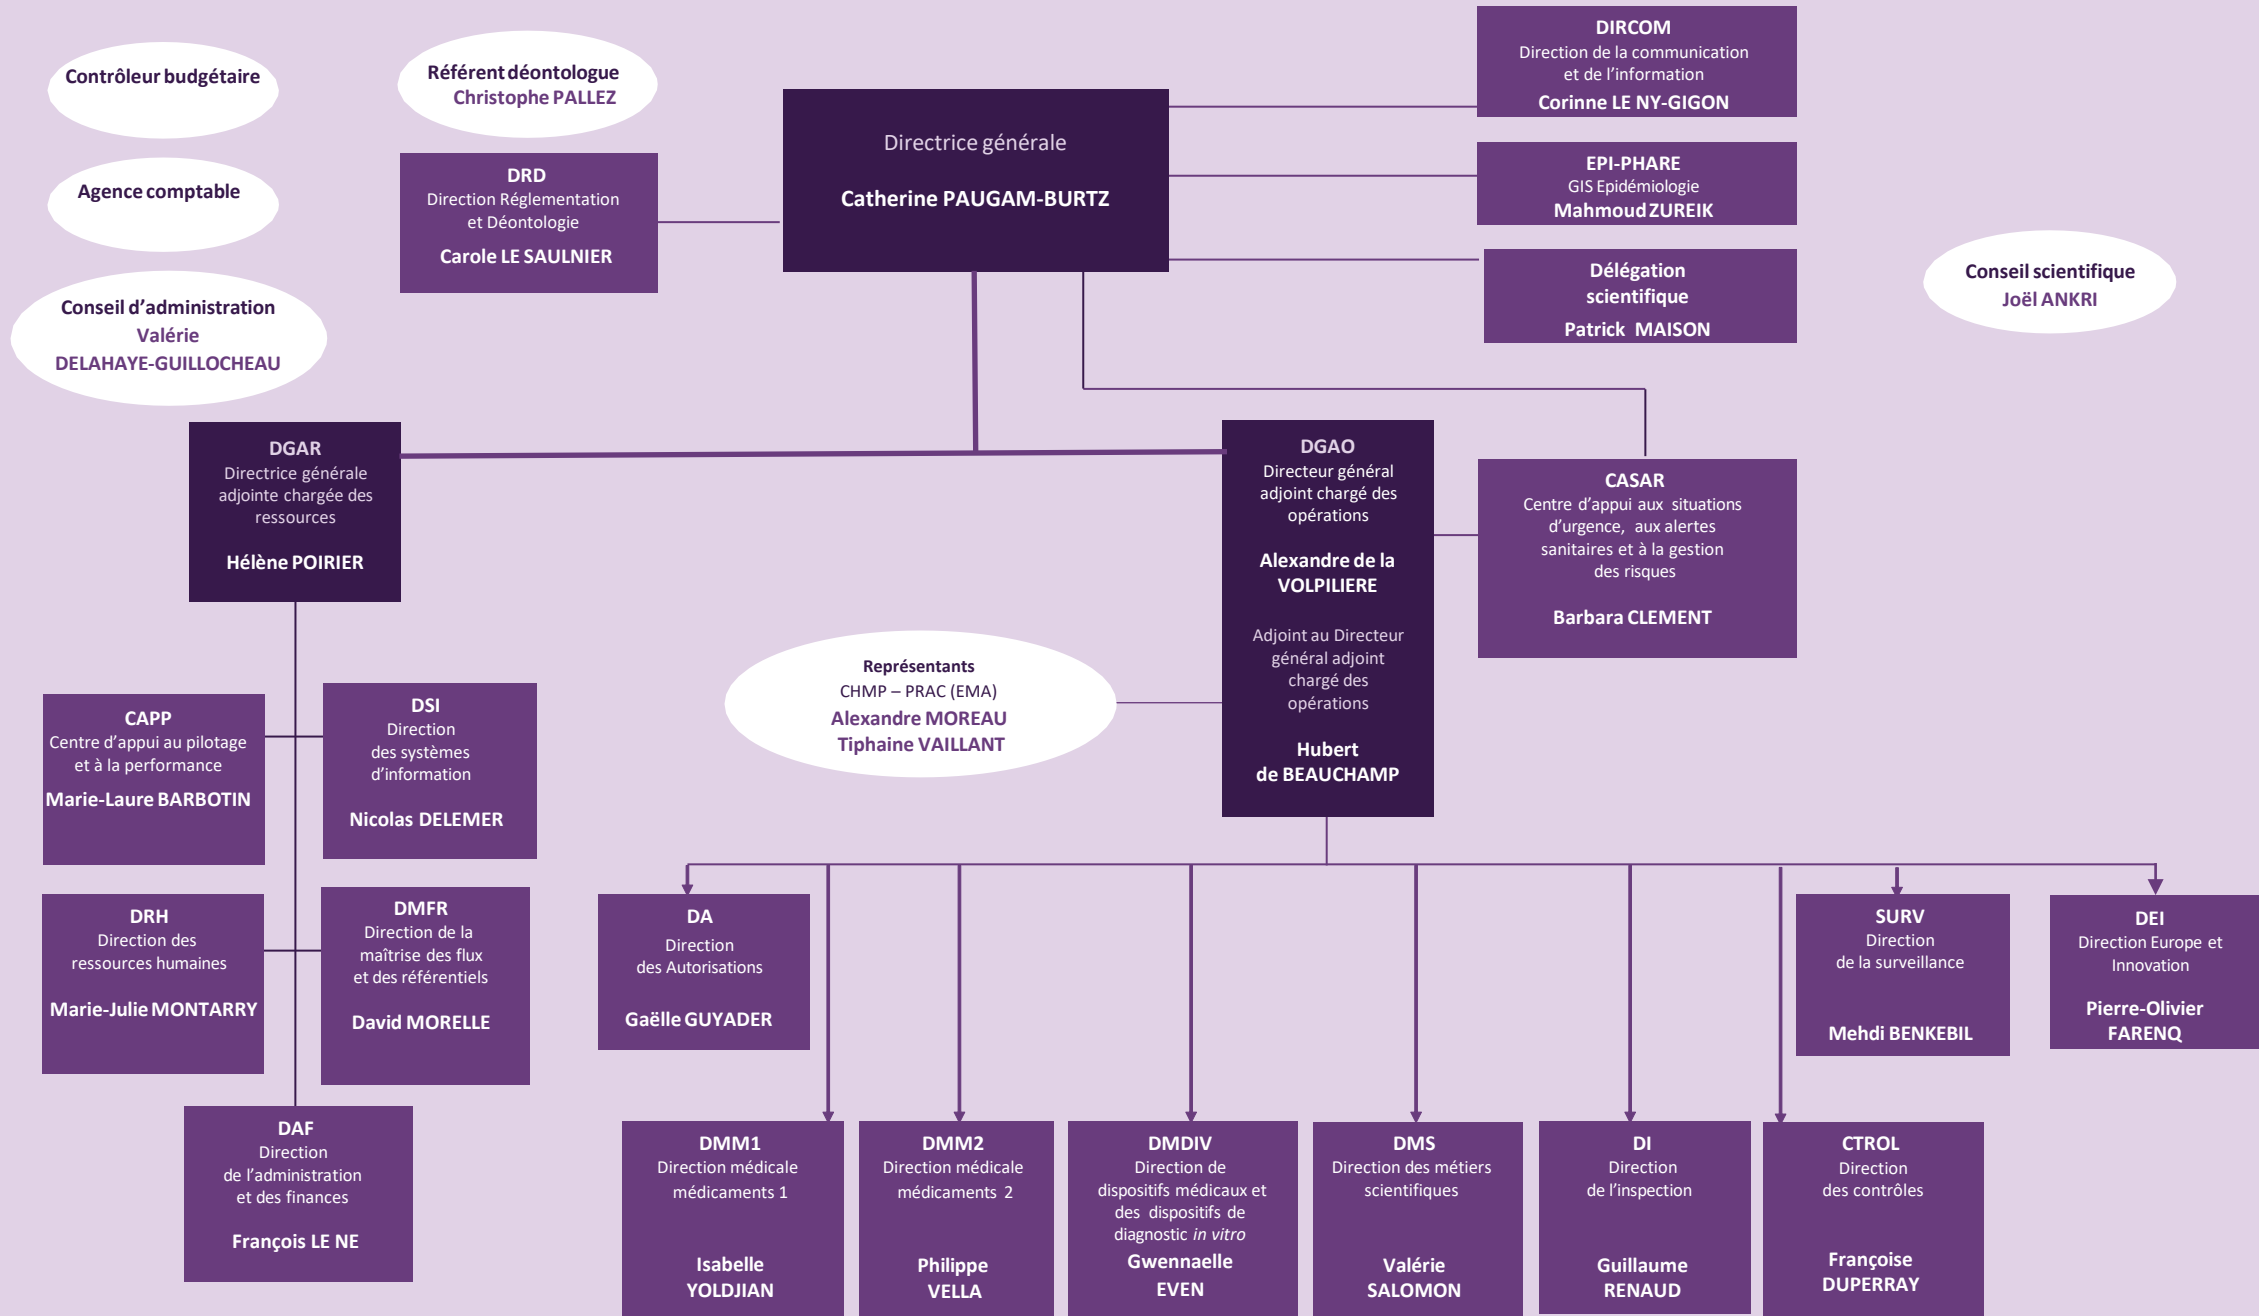 Contrôleur budgétaire
Référent déontologue
Christophe PALLEZ
Agence comptable
Conseil d'administration
Valérie
DELAHAYE-GUILLOCHEAU
DRD
Direction Réglementation
et Déontologie
Carole LE SAULNIER
Directrice générale
Catherine PAUGAM-BURTZ
DIRCOM
Direction de la communication
et de l'information
Corinne LE NY-GIGON
EPI-PHARE
GIS Epidémiologie
Mahmoud ZUREIK
Délégation
scientifique
Patrick MAISON
Conseil scientifique
Joël ANKRI
DGAR
Directrice générale
adjointe chargée des
ressources
Hélène POIRIER
DGAO
Directeur général
adjoint chargé des
opérations
Alexandre de la
VOLPILIERE
Adjoint au Directeur
général adjoint
chargé des
opérations
Hubert
de BEAUCHAMP
CASAR
Centre d'appui aux situations
d'urgence, aux alertes
sanitaires et à la gestion
des risques
Barbara CLEMENT
Représentants
CHMP – PRAC (EMA)
Alexandre MOREAU
Tiphaine VAILLANT
CAPP
Centre d'appui au pilotage
et à la performance
Marie-Laure BARBOTIN
DSI
Direction
des systèmes
d'information
Nicolas DELEMER
DRH
Direction des
ressources humaines
Marie-Julie MONTARRY
DMFR
Direction de la
maîtrise des flux
et des référentiels
David MORELLE
DAF
Direction
de l'administration
et des finances
François LE NE
DA
Direction
des Autorisations
Gaëlle GUYADER
SURV
Direction
de la surveillance
Mehdi BENKEBIL
DEI
Direction Europe et
Innovation
Pierre-Olivier
FARENQ
DMM1
Direction médicale
médicaments 1
Isabelle
YOLDJIAN
DMM2
Direction médicale
médicaments 2
Philippe
VELLA
DMDIV
Direction de
dispositifs médicaux et
des dispositifs de
diagnostic in vitro
Gwennaelle
EVEN
DMS
Direction des métiers
scientifiques
Valérie
SALOMON
DI
Direction
de l'inspection
Guillaume
RENAUD
CTROL
Direction
des contrôles
Françoise
DUPERRAY